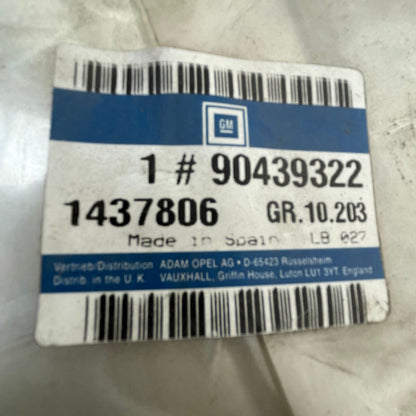 GM
1 # 90439322
1437806 GR.10.203
Made in Spain LB 027
Vertrieb/Distribution ADAM OPEL AG • D-65423 Rüsselsheim
Distrib. in the U. K. VAUXHALL, Griffin House, Luton LU1 3YT. England